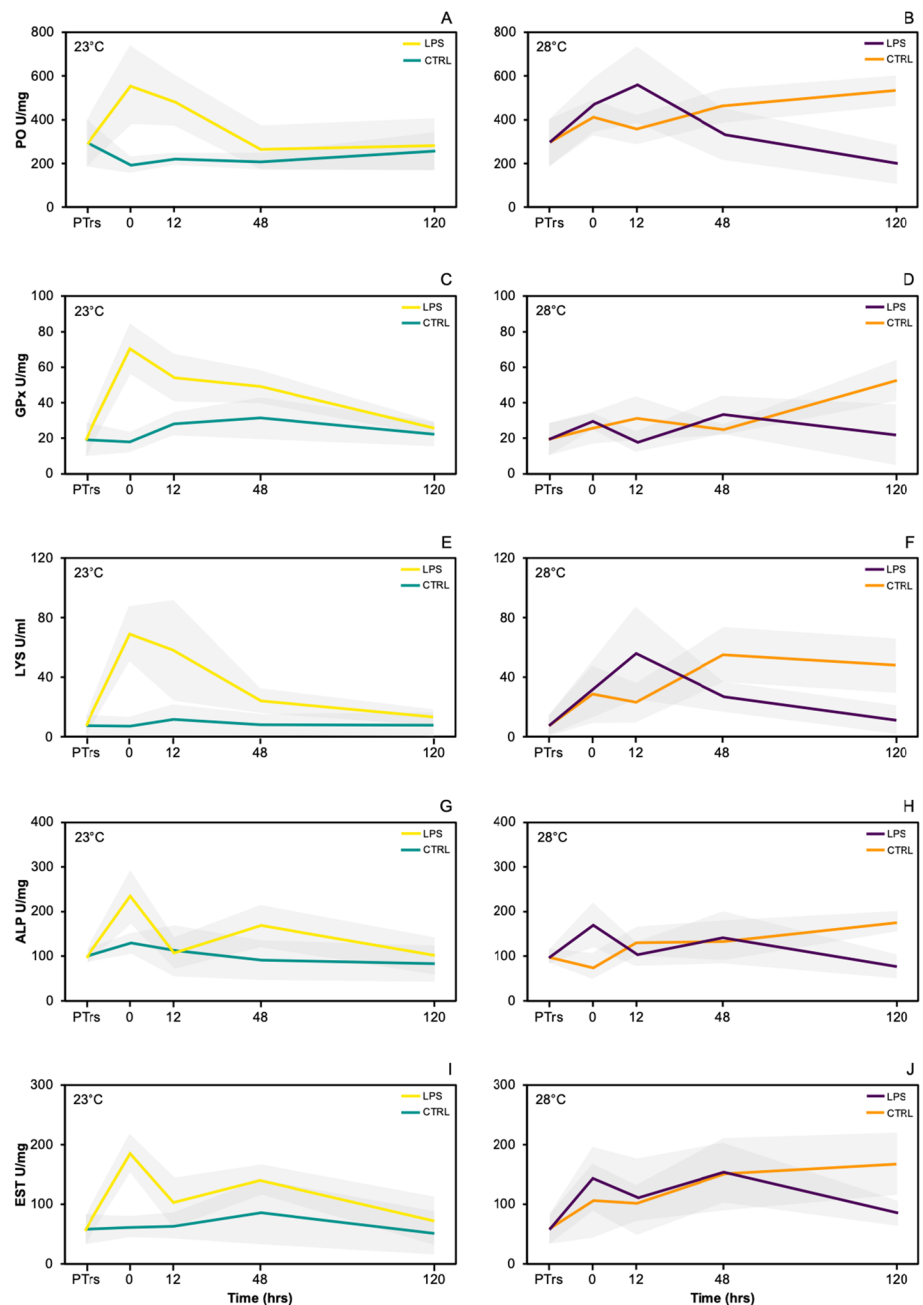 A
23°C
LPS
CTRL
PO U/mg
800
600
400
200
0
PTrs 0 12 48 120
B
28°C
LPS
CTRL
800
600
400
200
0
PTrs 0 12 48 120
C
23°C
LPS
CTRL
GPx U/mg
100
80
60
40
20
0
PTrs 0 12 48 120
D
28°C
LPS
CTRL
100
80
60
40
20
0
PTrs 0 12 48 120
E
23°C
LPS
CTRL
LYS U/ml
120
80
40
0
PTrs 0 12 48 120
F
28°C
LPS
CTRL
120
80
40
0
PTrs 0 12 48 120
G
23°C
LPS
CTRL
ALP U/mg
400
300
200
100
0
PTrs 0 12 48 120
H
28°C
LPS
CTRL
400
300
200
100
0
PTrs 0 12 48 120
I
23°C
LPS
CTRL
EST U/mg
300
200
100
0
PTrs 0 12 48 120
Time (hrs)
J
28°C
LPS
CTRL
300
200
100
0
PTrs 0 12 48 120
Time (hrs)